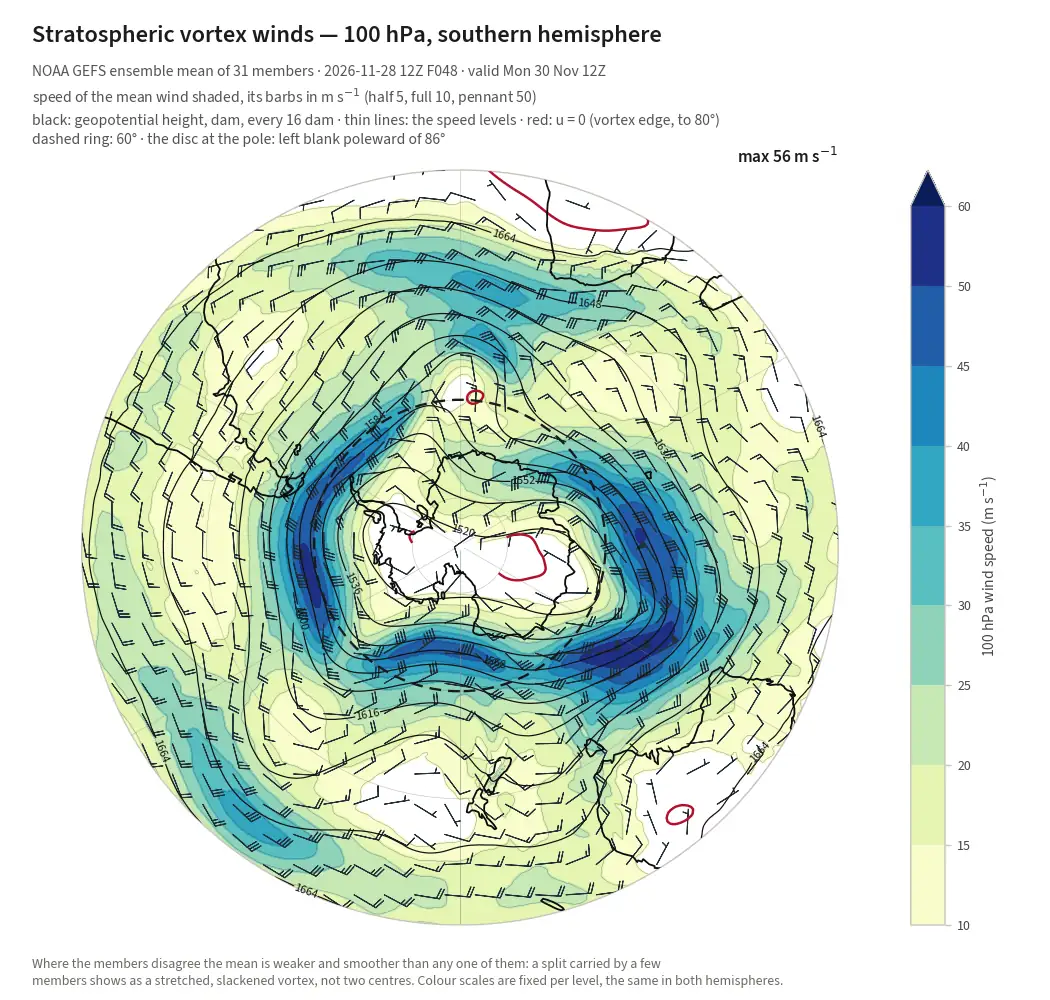 Stratospheric vortex winds — 100 hPa, southern hemisphere
NOAA GEFS ensemble mean of 31 members · 2026-11-28 12Z F048 · valid Mon 30 Nov 12Z
speed of the mean wind shaded, its barbs in m s⁻¹ (half 5, full 10, pennant 50)
black: geopotential height, dam, every 16 dam · thin lines: the speed levels · red: u = 0 (vortex edge, to 80°)
dashed ring: 60° · the disc at the pole: left blank poleward of 86°
max 56 m s⁻¹
60
50
45
40
35
30
25
20
15
10
100 hPa wind speed (m s⁻¹)
1664
1648
1664
1552
1520
1536
1616
1664
1664
1664
Where the members disagree the mean is weaker and smoother than any one of them: a split carried by a few
members shows as a stretched, slackened vortex, not two centres. Colour scales are fixed per level, the same in both hemispheres.